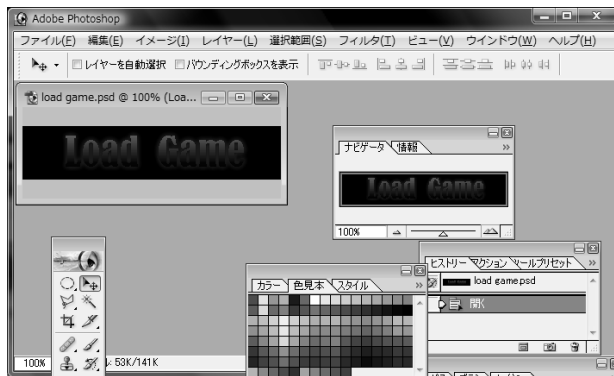 Adobe Photoshop
ファイル(F) 編集(E) イメージ(I) レイヤー(L) 選択範囲(S) フィルタ(T) ビュー(V) ウインドウ(W) ヘルプ(H)
レイヤーを自動選択 バウンディングボックスを表示
load game.psd @ 100% (Loa...
Load Game
ナビゲータ 情報
Load Game
100%
ヒストリー アクション ツールプリセット
load game.psd
開く
カラー 色見本 スタイル
100% 53K/141K